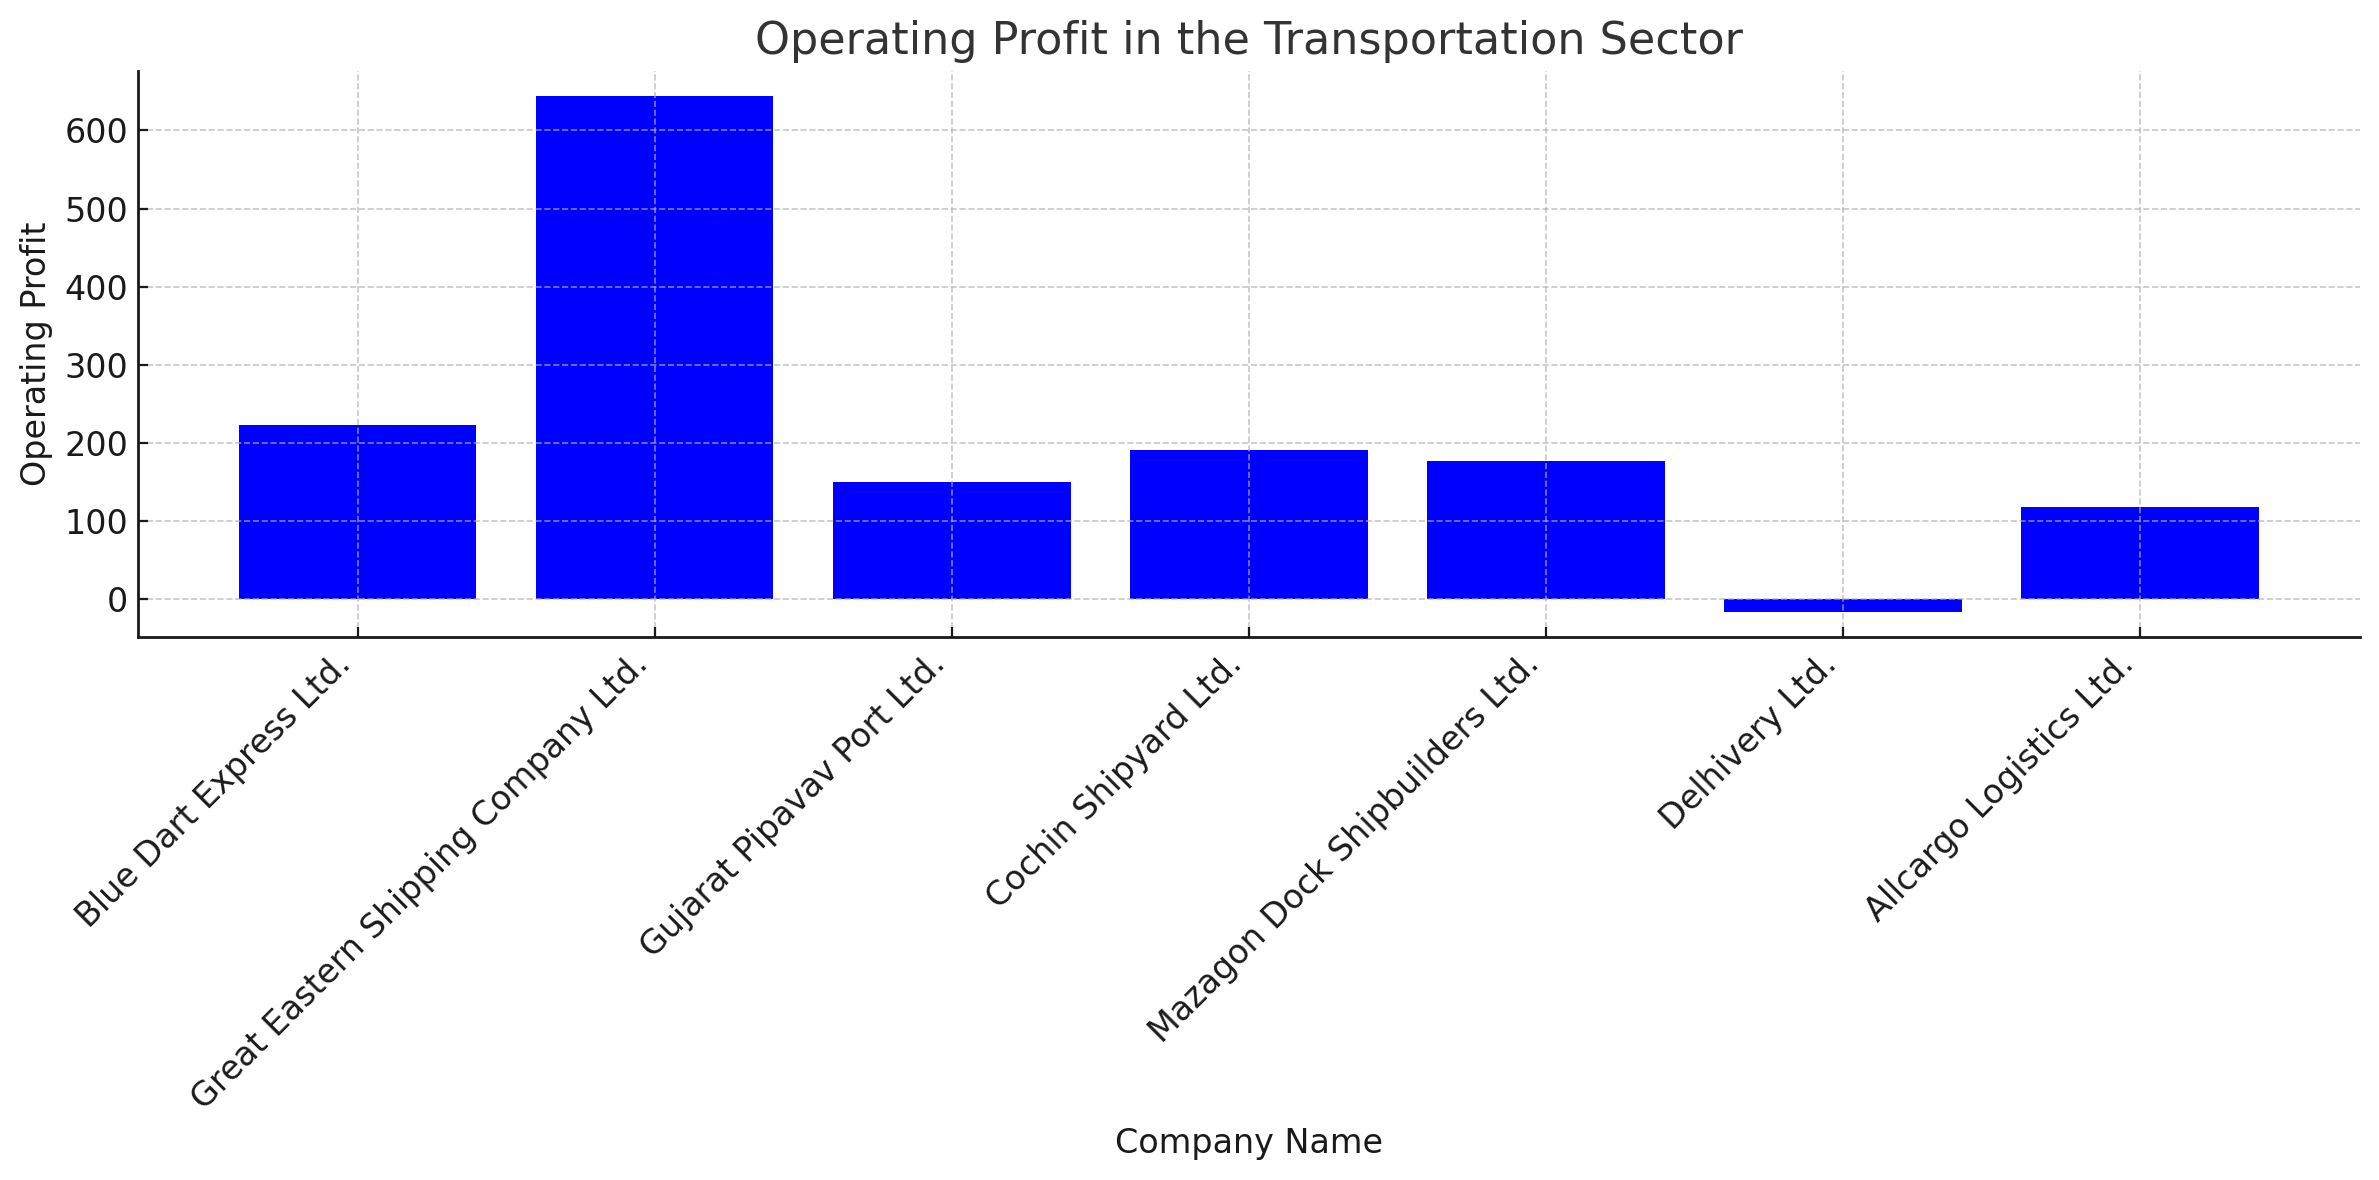 Operating Profit in the Transportation Sector
Operating Profit
600
500
400
300
200
100
0
Blue Dart Express Ltd.
Great Eastern Shipping Company Ltd.
Gujarat Pipavav Port Ltd.
Cochin Shipyard Ltd.
Mazagon Dock Shipbuilders Ltd.
Delhivery Ltd.
Allcargo Logistics Ltd.
Company Name